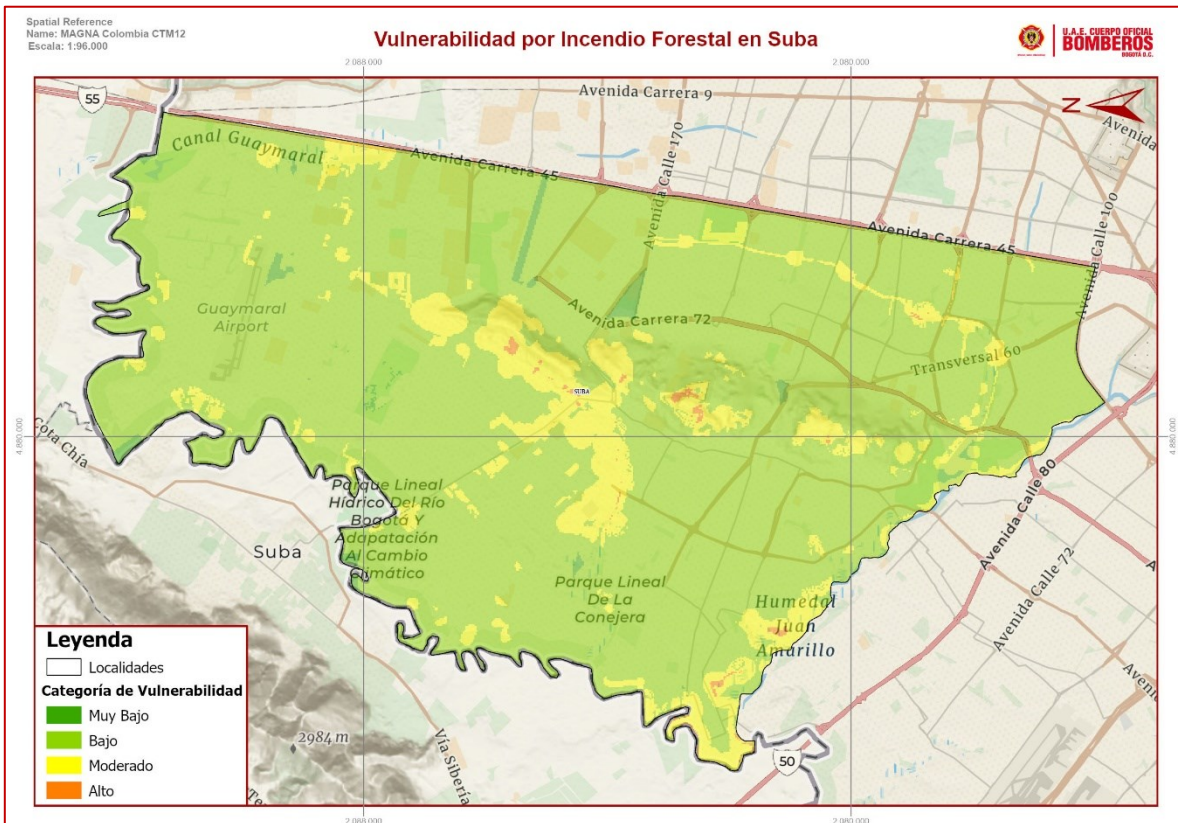 Spatial Reference
Name: MAGNA Colombia CTM12
Escala: 1:96.000
Vulnerabilidad por Incendio Forestal en Suba
U.A.E. CUERPO OFICIAL
BOMBEROS
BOGOTÁ D.C.
2.088.000
2.080.000
55
Avenida Carrera 9
N
Avenida
Canal Guaymaral
Avenida Carrera 45
Avenida Calle 170
Avenida Calle 100
Avenida Carrera 45
Guaymaral
Airport
Avenida Carrera 72
Transversal 60
SUBA
4.880.000
4.880.000
Cota Chía
Parque Lineal
Hídrico Del Río
Bogotá Y
Adapatación
Al Cambio
Climático
Suba
Avenida Calle 80
Parque Lineal
De La
Conejera
Humedal
Juan
Amarillo
Avenida Calle 72
A
Avenida
2984 m
Vía Siberia
50
Leyenda
Localidades
Categoría de Vulnerabilidad
Muy Bajo
Bajo
Moderado
Alto
2.088.000
2.080.000